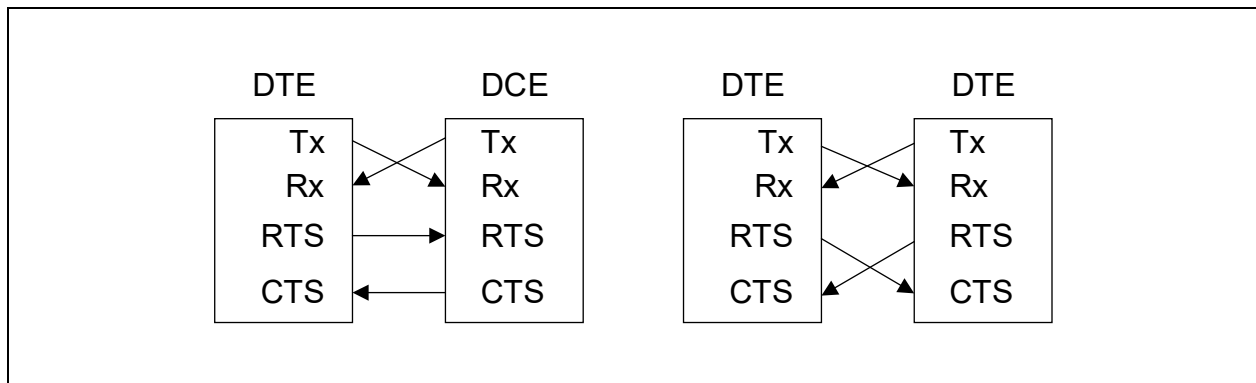 DTE DCE DTE DTE
Tx Tx Tx Tx
Rx Rx Rx Rx
RTS RTS RTS RTS
CTS CTS CTS CTS